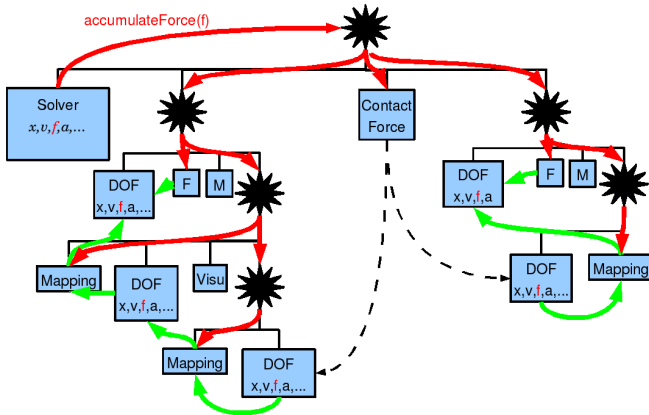 accumulateForce(f)
Solver
x,v,f,a,...
Contact
Force
DOF
x,v,f,a,...
F
M
DOF
x,v,f,a
F
M
Mapping
DOF
x,v,f,a,...
Visu
DOF
x,v,f,a,...
Mapping
Mapping
DOF
x,v,f,a,...